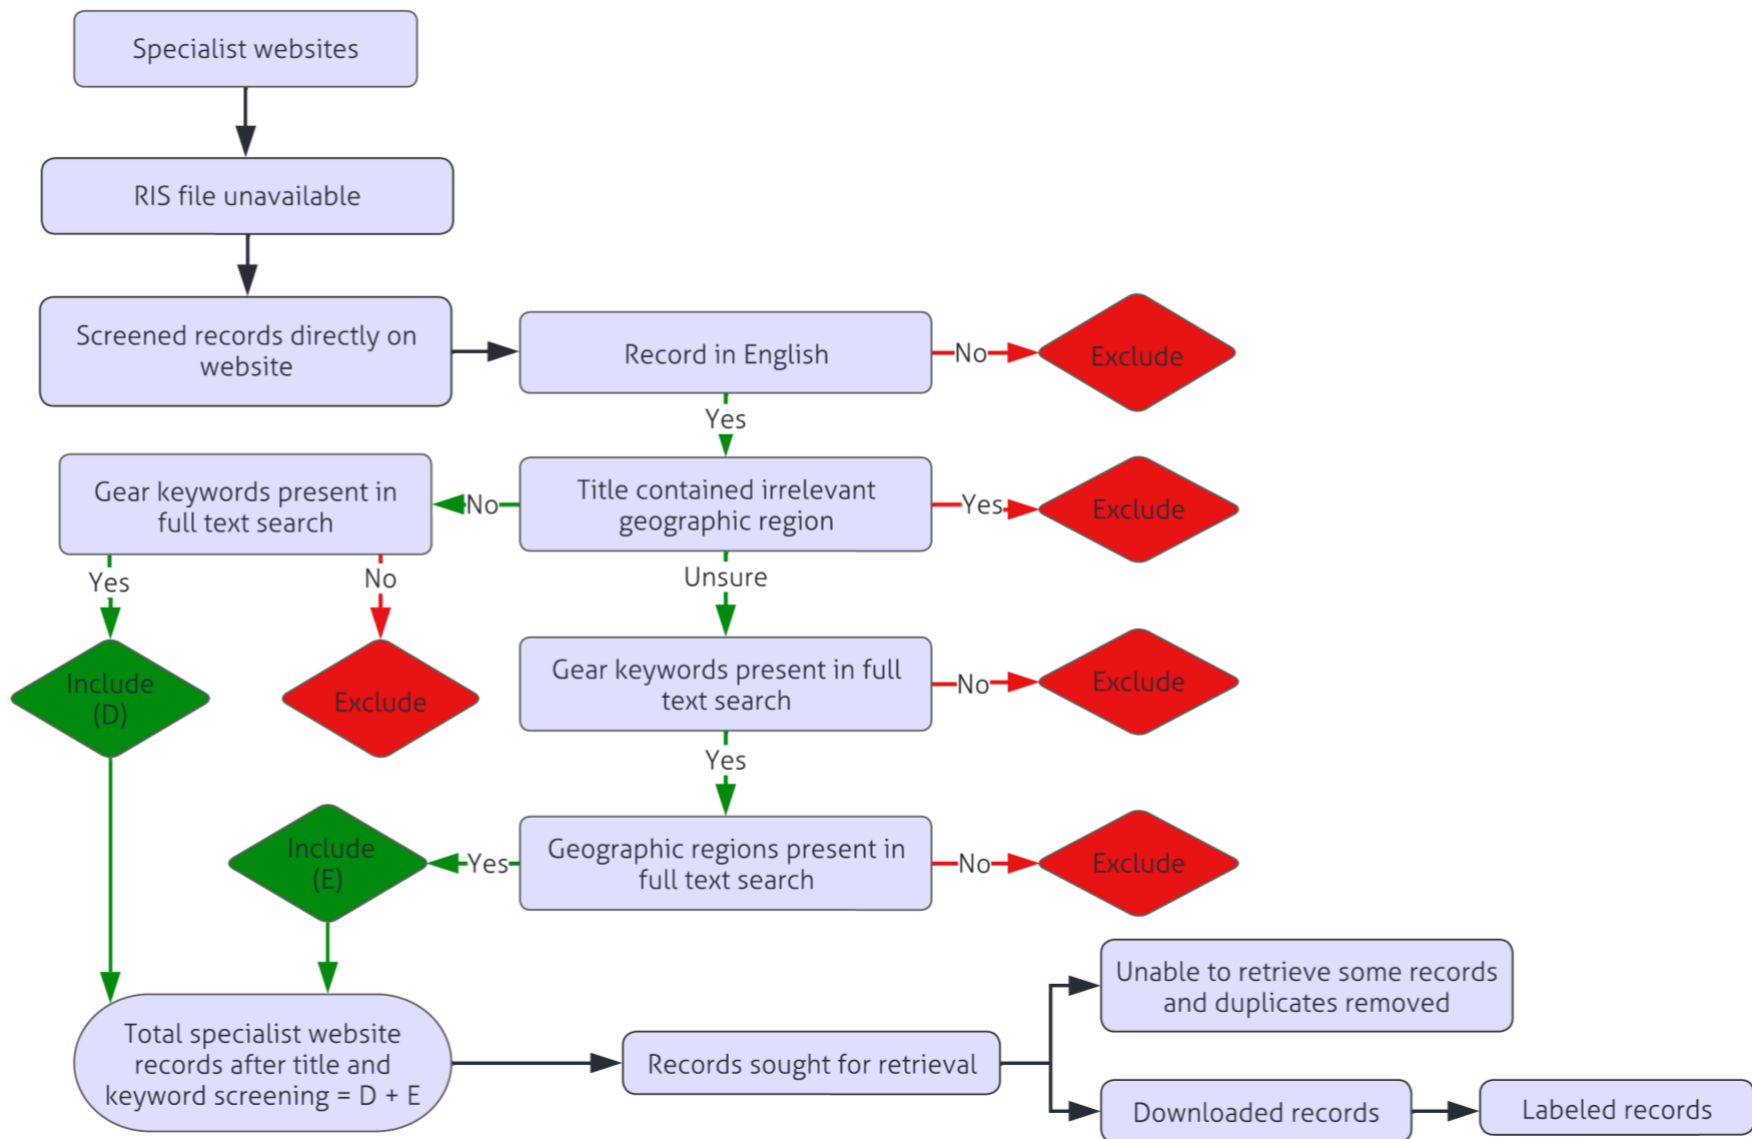 Specialist websites
RIS file unavailable
Screened records directly on
website
Record in English
No
Exclude
Yes
Title contained irrelevant
geographic region
Yes
Exclude
No
Gear keywords present in
full text search
Yes
No
Include
(D)
Exclude
Unsure
Gear keywords present in full
text search
No
Exclude
Yes
Geographic regions present in
full text search
No
Exclude
Yes
Include
(E)
Total specialist website
records after title and
keyword screening = D + E
Records sought for retrieval
Unable to retrieve some records
and duplicates removed
Downloaded records
Labeled records